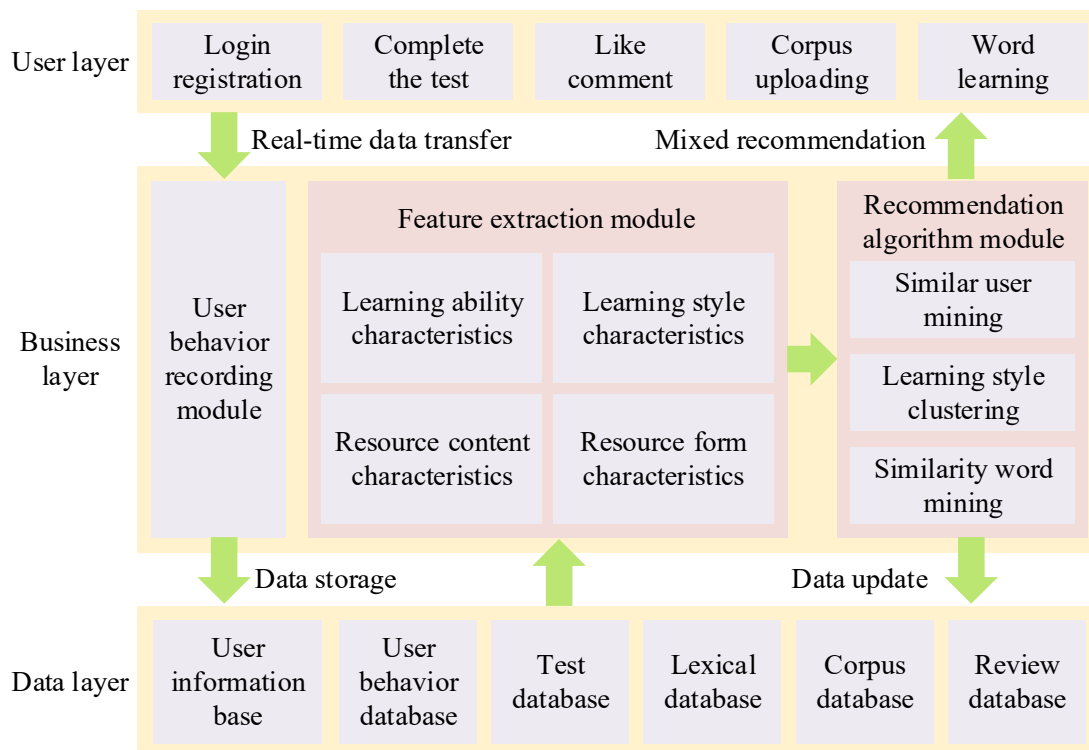 User layer
Login
registration
Complete
the test
Like
comment
Corpus
uploading
Word
learning
Real-time data transfer
Mixed recommendation
Business
layer
User
behavior
recording
module
Feature extraction module
Learning ability
characteristics
Learning style
characteristics
Resource content
characteristics
Resource form
characteristics
Recommendation
algorithm module
Similar user
mining
Learning style
clustering
Similarity word
mining
Data storage
Data update
Data layer
User
information
base
User
behavior
database
Test
database
Lexical
database
Corpus
database
Review
database